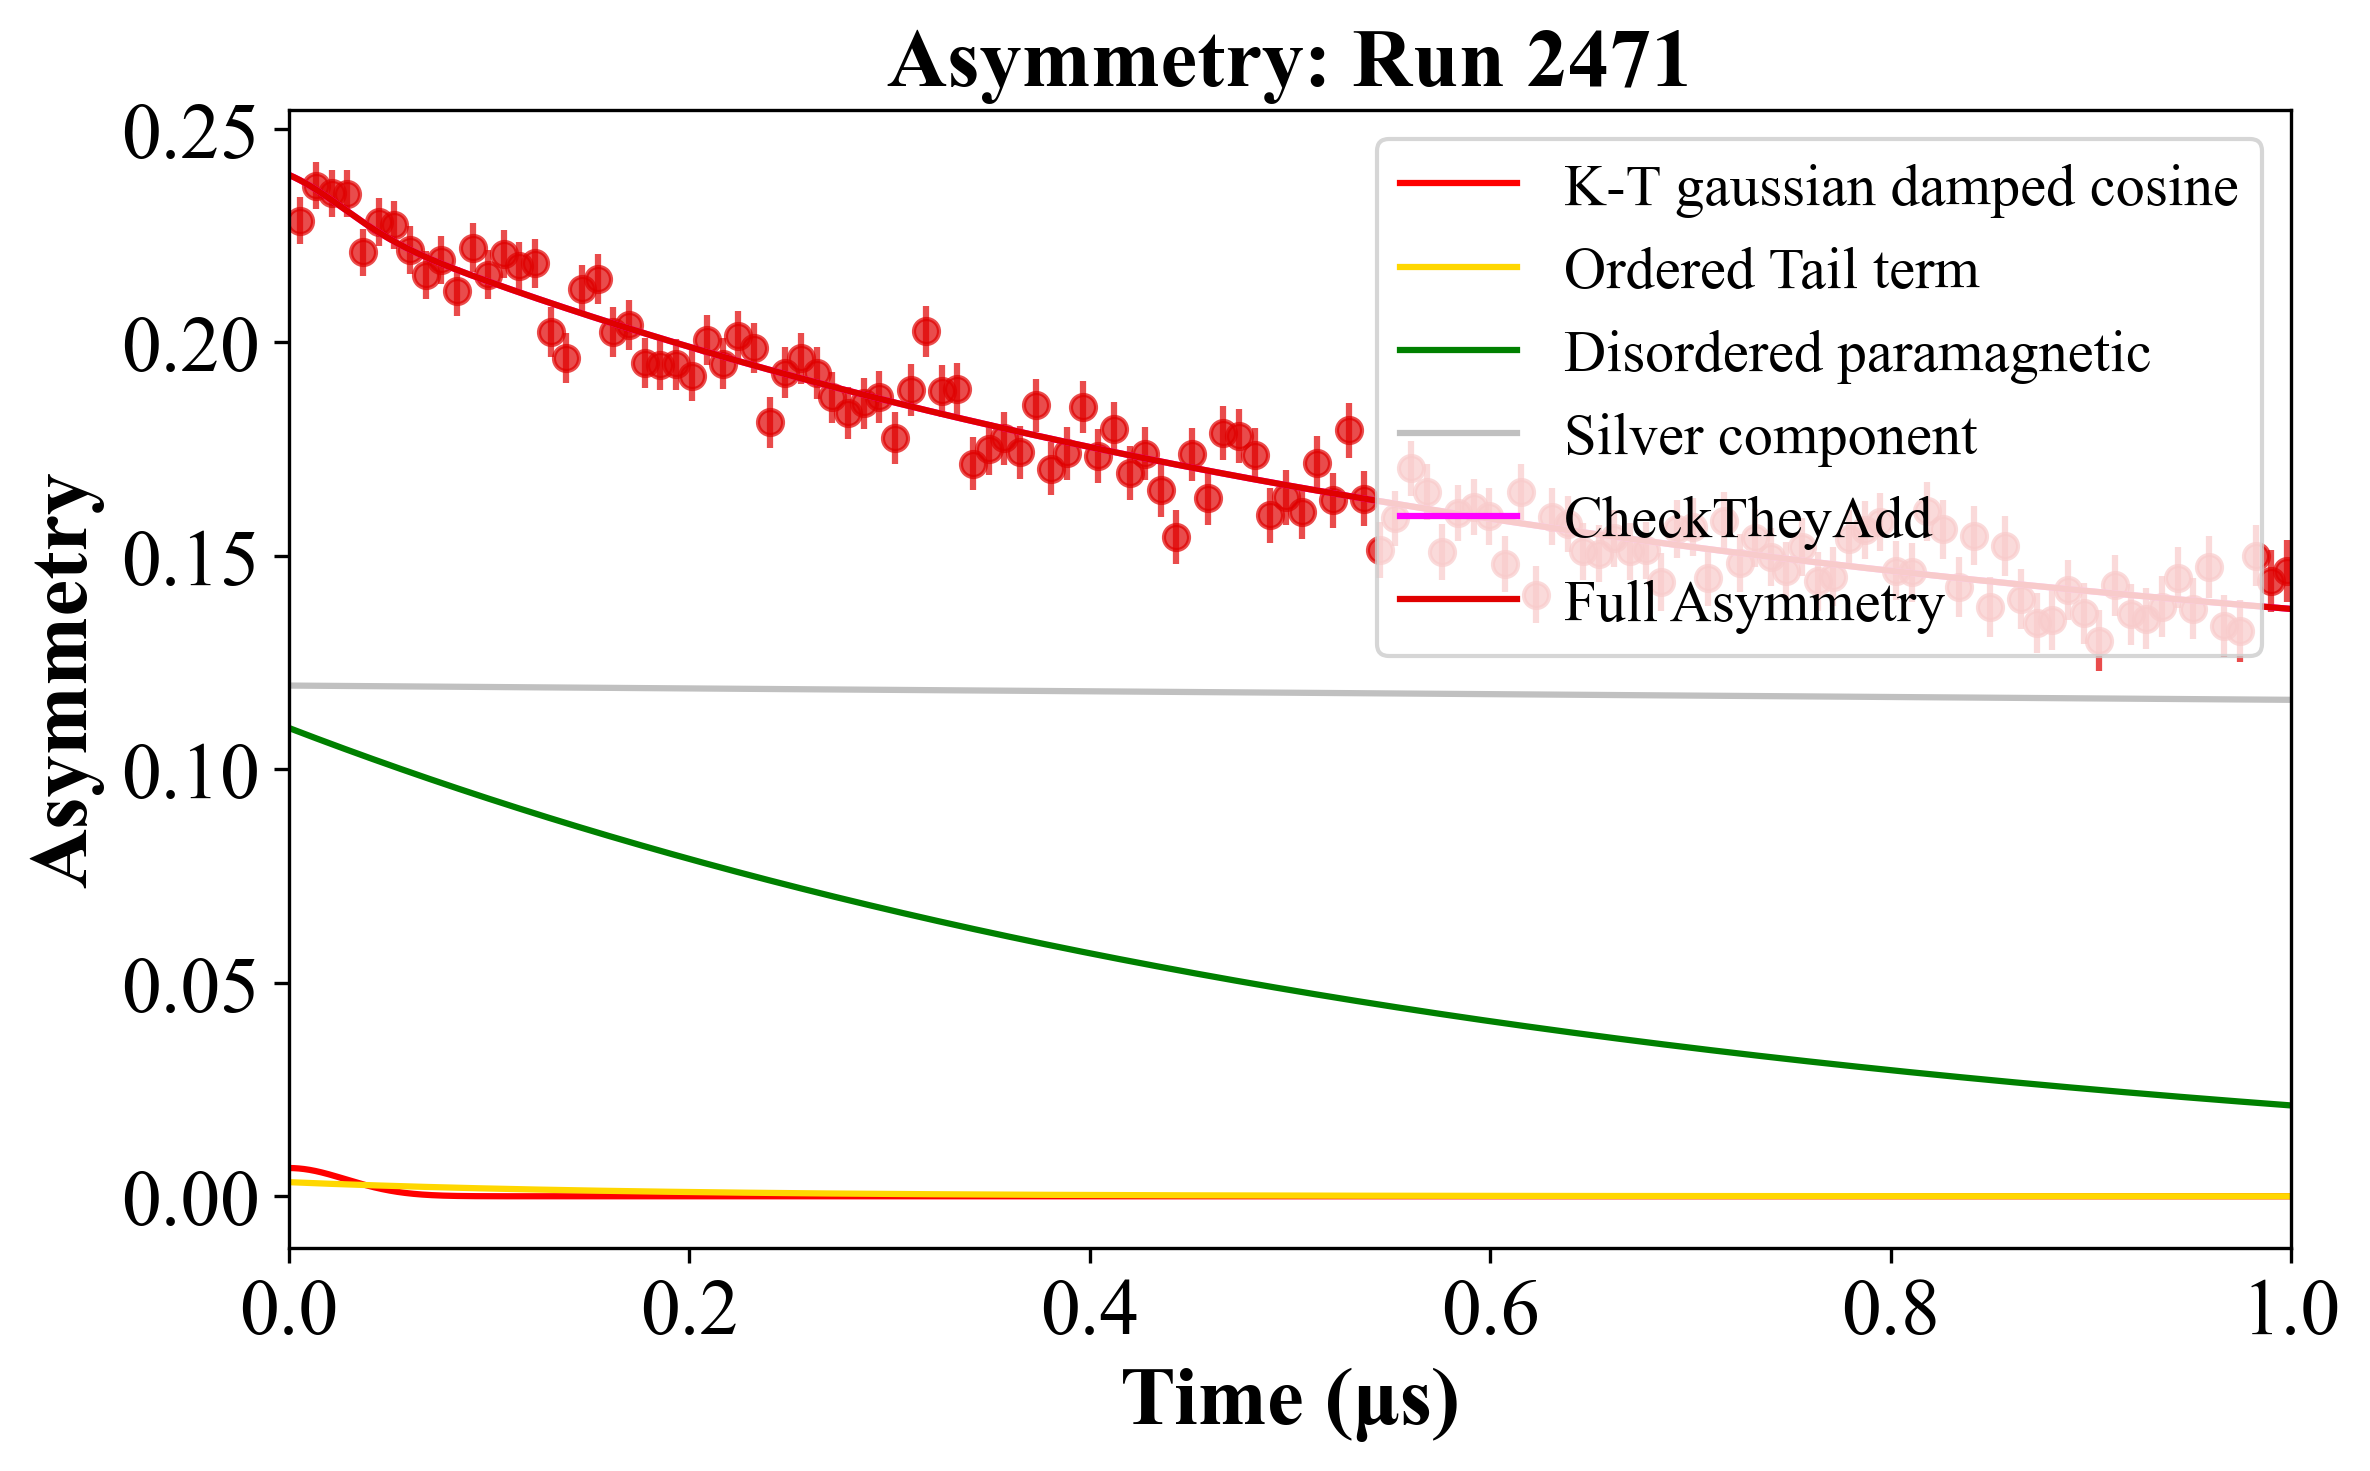 Asymmetry: Run 2471
0.25
0.20
0.15
0.10
0.05
0.00
Asymmetry
K-T gaussian damped cosine
Ordered Tail term
Disordered paramagnetic
Silver component
CheckTheyAdd
Full Asymmetry
0.0 0.2 0.4 0.6 0.8 1.0
Time (μs)